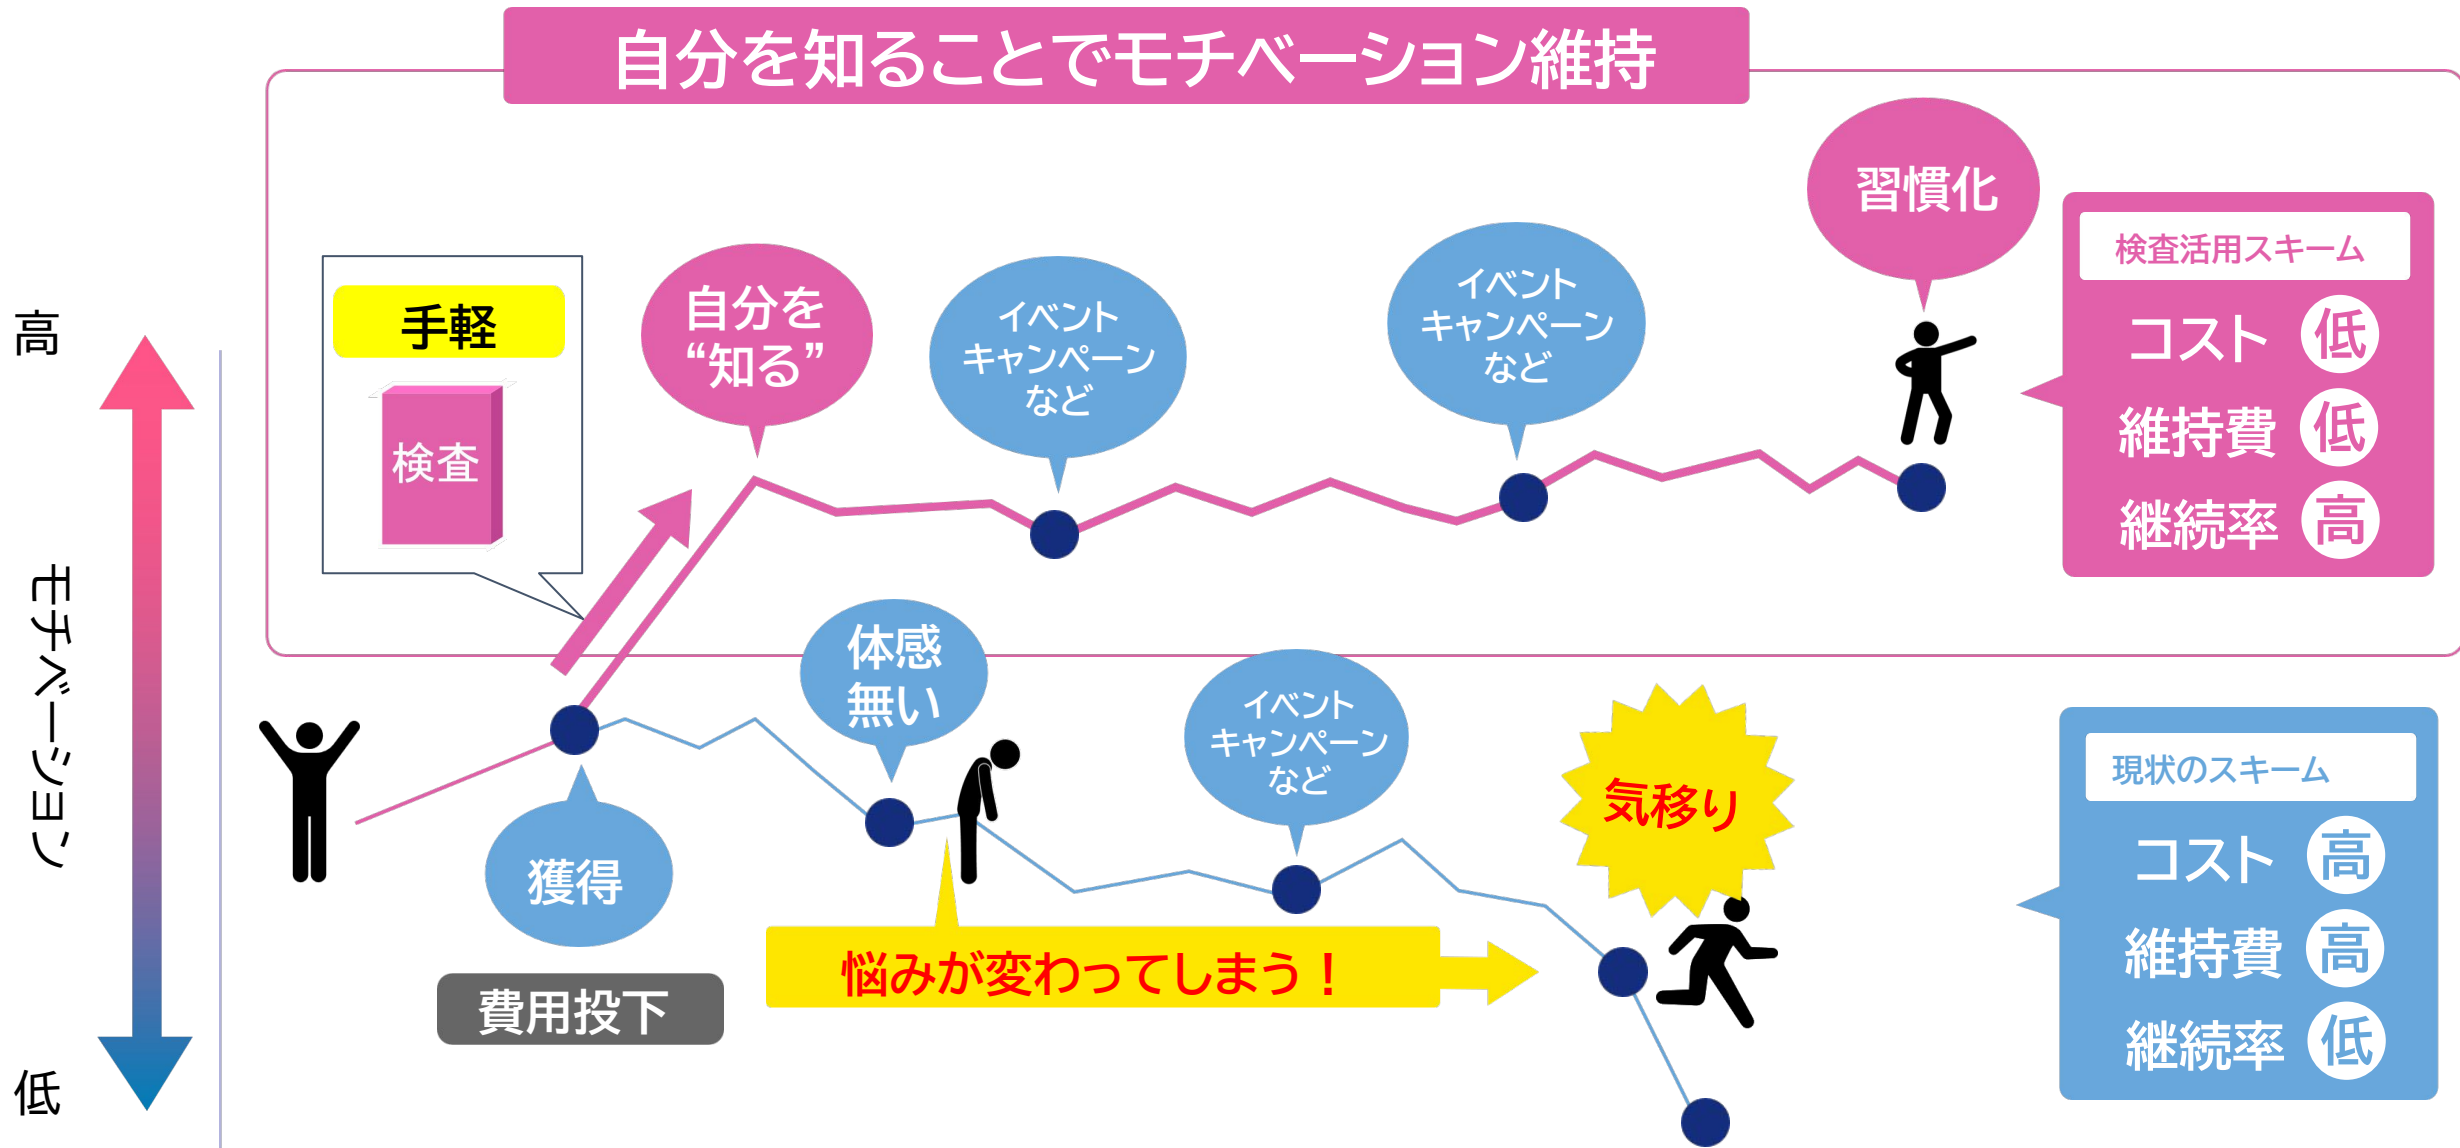 自分を知ることでモチベーション維持
高
モチベーション
低
手軽
検査
自分を
“知る”
イベント
キャンペーン
など
イベント
キャンペーン
など
習慣化
検査活用スキーム
コスト 低
維持費 低
継続率 高
獲得
費用投下
体感
無い
悩みが変わってしまう！
イベント
キャンペーン
など
気移り
現状のスキーム
コスト 高
維持費 高
継続率 低